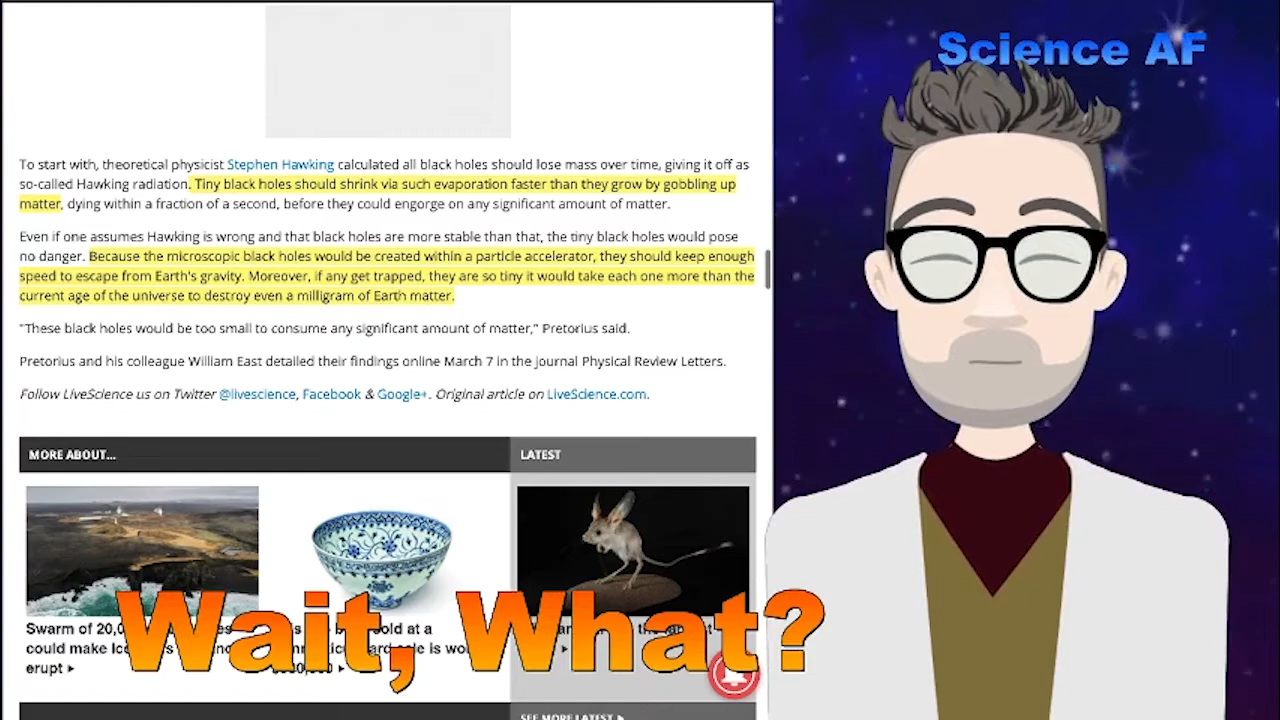 Science AF
To start with, theoretical physicist Stephen Hawking calculated all black holes should lose mass over time, giving it off as
so-called Hawking radiation. Tiny black holes should shrink via such evaporation faster than they grow by gobbling up
matter, dying within a fraction of a second, before they could engorge on any significant amount of matter.
Even if one assumes Hawking is wrong and that black holes are more stable than that, the tiny black holes would pose
no danger. Because the microscopic black holes would be created within a particle accelerator, they should keep enough
speed to escape from Earth's gravity. Moreover, if any get trapped, they are so tiny it would take each one more than the
current age of the universe to destroy even a milligram of Earth matter.
"These black holes would be too small to consume any significant amount of matter," Pretorius said.
Pretorius and his colleague William East detailed their findings online March 7 in the journal Physical Review Letters.
Follow LiveScience us on Twitter @livescience, Facebook & Google+. Original article on LiveScience.com.
MORE ABOUT...
LATEST
Swarm of
could make
erupt
sold at a
is
Wait, What?
SEE MORE LATEST